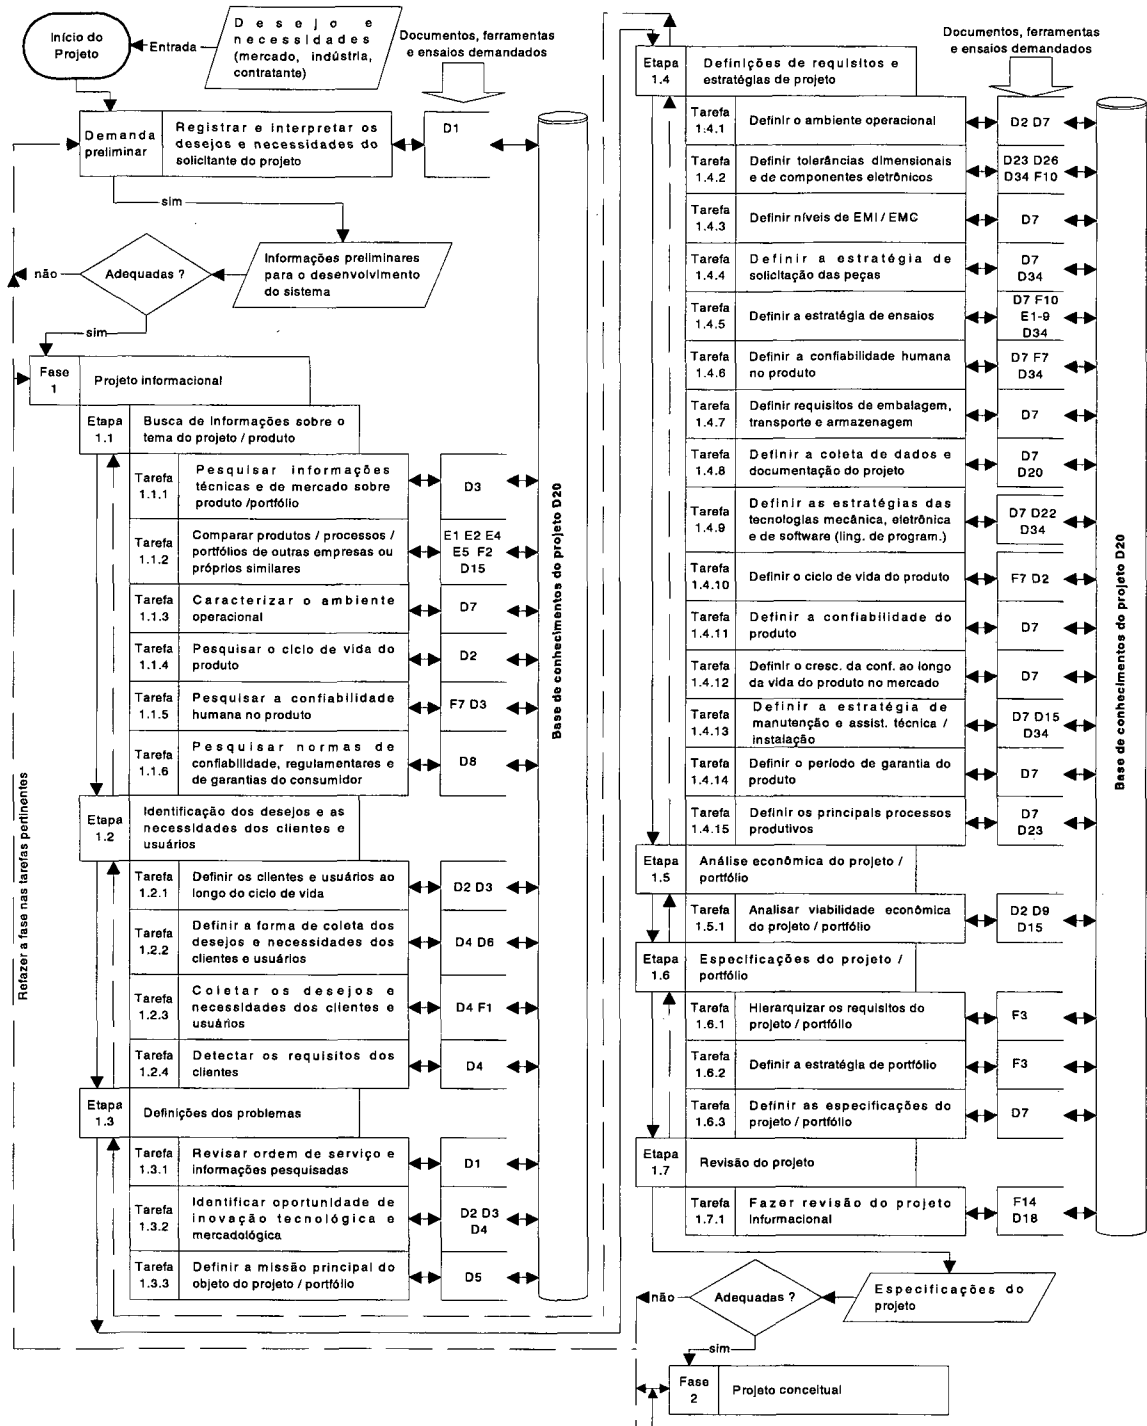 Início do
Projeto
Entrada
Desejo e
necessidades
(mercado, indústria,
contratante)
Documentos, ferramentas
e ensaios demandados
Demanda
preliminar
Registrar e interpretar os
desejos e necessidades do
solicitante do projeto
D1
sim
não
Adequadas ?
Informações preliminares
para o desenvolvimento
do sistema
sim
Fase
1
Projeto informacional
Etapa
1.1
Busca de informações sobre o
tema do projeto / produto
Tarefa
1.1.1
Pesquisar informações
técnicas e de mercado sobre
produto /portfólio
D3
Tarefa
1.1.2
Comparar produtos / processos /
portfólios de outras empresas ou
próprios similares
E1 E2 E4
E5 F2
D15
Tarefa
1.1.3
Caracterizar o ambiente
operacional
D7
Tarefa
1.1.4
Pesquisar o ciclo de vida do
produto
D2
Tarefa
1.1.5
Pesquisar a confiabilidade
humana no produto
F7 D3
Tarefa
1.1.6
Pesquisar normas de
confiabilidade, regulamentares e
de garantias do consumidor
D8
Etapa
1.2
Identificação dos desejos e as
necessidades dos clientes e
usuários
Tarefa
1.2.1
Definir os clientes e usuários ao
longo do ciclo de vida
D2 D3
Tarefa
1.2.2
Definir a forma de coleta dos
desejos e necessidades dos
clientes e usuários
D4 D6
Tarefa
1.2.3
Coletar os desejos e
necessidades dos clientes e
usuários
D4 F1
Tarefa
1.2.4
Detectar os requisitos dos
clientes
D4
Etapa
1.3
Definições dos problemas
Tarefa
1.3.1
Revisar ordem de serviço e
informações pesquisadas
D1
Tarefa
1.3.2
Identificar oportunidade de
inovação tecnológica e
mercadológica
D2 D3
D4
Tarefa
1.3.3
Definir a missão principal do
objeto do projeto / portfólio
D5
Base de conhecimentos do projeto D20
Refazer a fase nas tarefas pertinentes
Documentos, ferramentas
e ensaios demandados
Etapa
1.4
Definições de requisitos e
estratégias de projeto
Tarefa
1.4.1
Definir o ambiente operacional
D2 D7
Tarefa
1.4.2
Definir tolerâncias dimensionais
e de componentes eletrônicos
D23 D26
D34 F10
Tarefa
1.4.3
Definir níveis de EMI / EMC
D7
Tarefa
1.4.4
Definir a estratégia de
solicitação das peças
D7
D34
Tarefa
1.4.5
Definir a estratégia de ensaios
D7 F10
E1-9
D34
Tarefa
1.4.6
Definir a confiabilidade humana
no produto
D7 F7
D34
Tarefa
1.4.7
Definir requisitos de embalagem,
transporte e armazenagem
D7
Tarefa
1.4.8
Definir a coleta de dados e
documentação do projeto
D7
D20
Tarefa
1.4.9
Definir as estratégias das
tecnologias mecânica, eletrônica
e de software (ling. de program.)
D7 D22
D34
Tarefa
1.4.10
Definir o ciclo de vida do produto
F7 D2
Tarefa
1.4.11
Definir a confiabilidade do
produto
D7
Tarefa
1.4.12
Definir o cresc. da conf. ao longo
da vida do produto no mercado
D7
Tarefa
1.4.13
Definir a estratégia de
manutenção e assist. técnica /
instalação
D7 D15
D34
Tarefa
1.4.14
Definir o período de garantia do
produto
D7
Tarefa
1.4.15
Definir os principais processos
produtivos
D7
D23
Etapa
1.5
Análise econômica do projeto /
portfólio
Tarefa
1.5.1
Analisar viabilidade econômica
do projeto / portfólio
D2 D9
D15
Etapa
1.6
Especificações do projeto /
portfólio
Tarefa
1.6.1
Hierarquizar os requisitos do
projeto / portfólio
F3
Tarefa
1.6.2
Definir a estratégia de portfólio
F3
Tarefa
1.6.3
Definir as especificações do
projeto / portfólio
D7
Etapa
1.7
Revisão do projeto
Tarefa
1.7.1
Fazer revisão do projeto
informacional
F14
D18
Base de conhecimentos do projeto D20
não
Adequadas ?
Especificações do
projeto
sim
Fase
2
Projeto conceitual